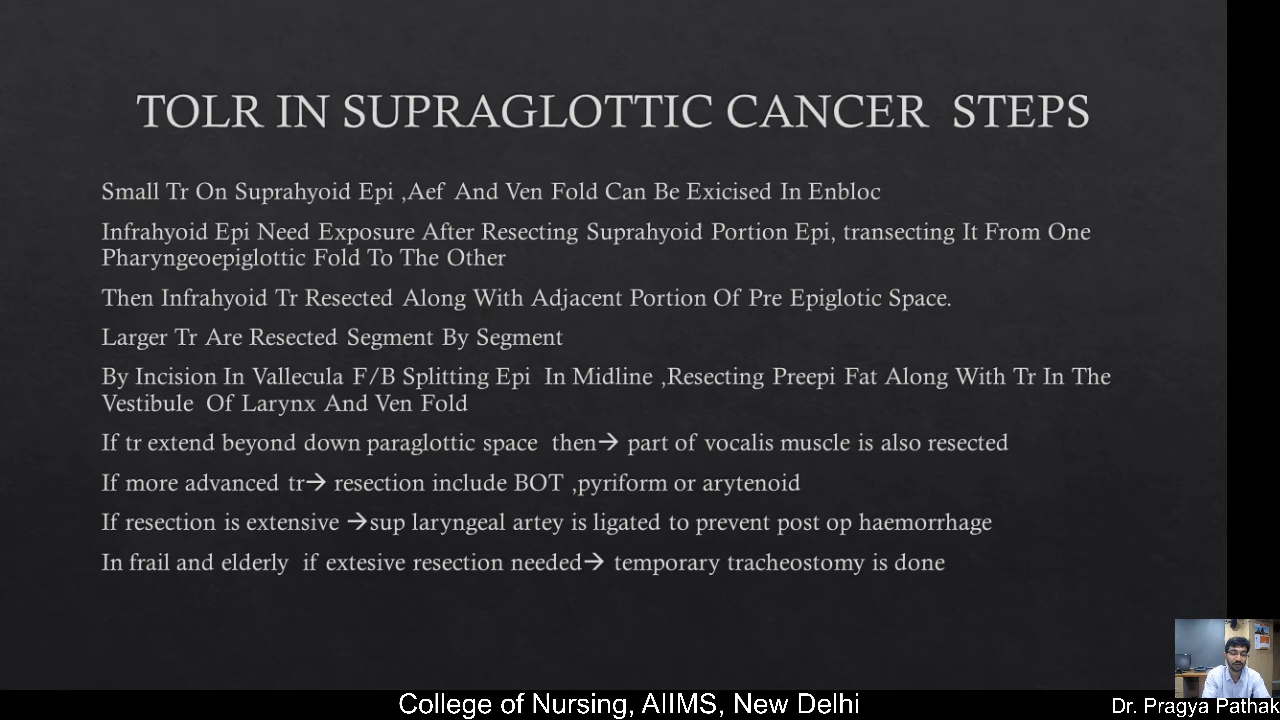 TOLR IN SUPRAGLOTTIC CANCER STEPS
Small Tr On Suprahyoid Epi ,Aef And Ven Fold Can Be Exicised In Enbloc
Infrahyoid Epi Need Exposure After Resecting Suprahyoid Portion Epi, transecting It From One
Pharyngeoepiglottic Fold To The Other
Then Infrahyoid Tr Resected Along With Adjacent Portion Of Pre Epiglotic Space.
Larger Tr Are Resected Segment By Segment
By Incision In Vallecula F/B Splitting Epi In Midline ,Resecting Preepi Fat Along With Tr In The
Vestibule Of Larynx And Ven Fold
If tr extend beyond down paraglottic space then→ part of vocalis muscle is also resected
If more advanced tr→ resection include BOT ,pyriform or arytenoid
If resection is extensive →sup laryngeal artey is ligated to prevent post op haemorrhage
In frail and elderly if extesive resection needed→ temporary tracheostomy is done
College of Nursing, AIIMS, New Delhi
Dr. Pragya Pathak